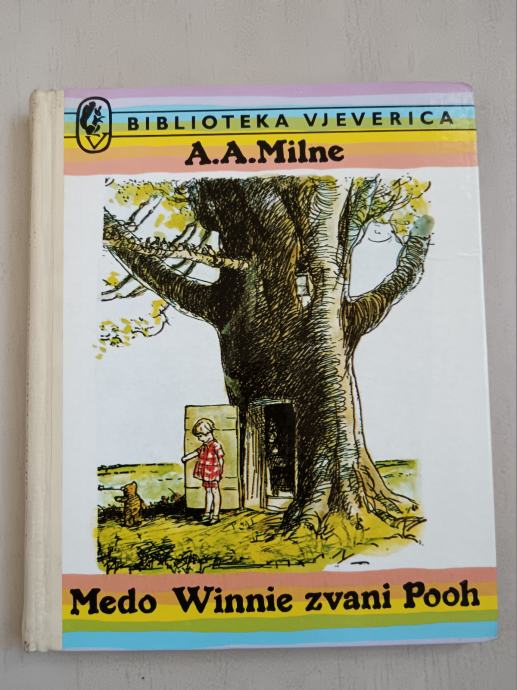 V
BIBLIOTEKA VJEVERICA
A.A.Milne
Medo Winnie zvani Pooh